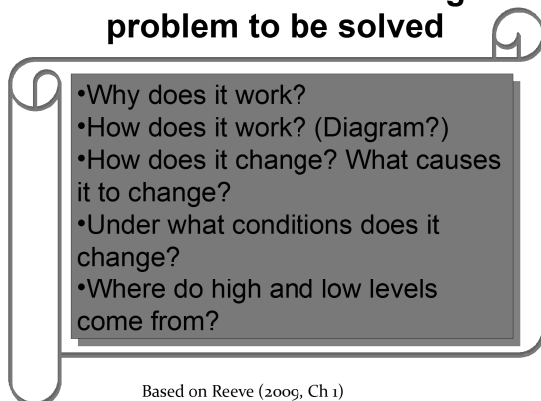 problem to be solved
•Why does it work?
•How does it work? (Diagram?)
•How does it change? What causes
it to change?
•Under what conditions does it
change?
•Where do high and low levels
come from?
Based on Reeve (2009, Ch 1)